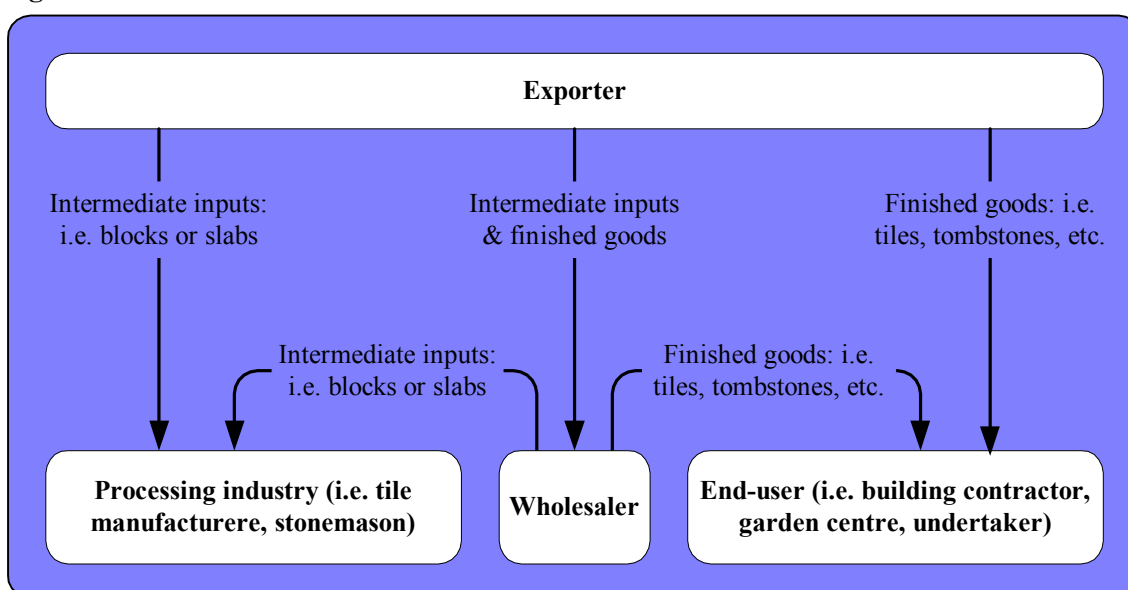 Exporter
Intermediate inputs:
i.e. blocks or slabs
Intermediate inputs
& finished goods
Finished goods: i.e.
tiles, tombstones, etc.
Intermediate inputs:
i.e. blocks or slabs
Finished goods: i.e.
tiles, tombstones, etc.
Processing industry (i.e. tile
manufacturere, stonemason)
Wholesaler
End-user (i.e. building contractor,
garden centre, undertaker)